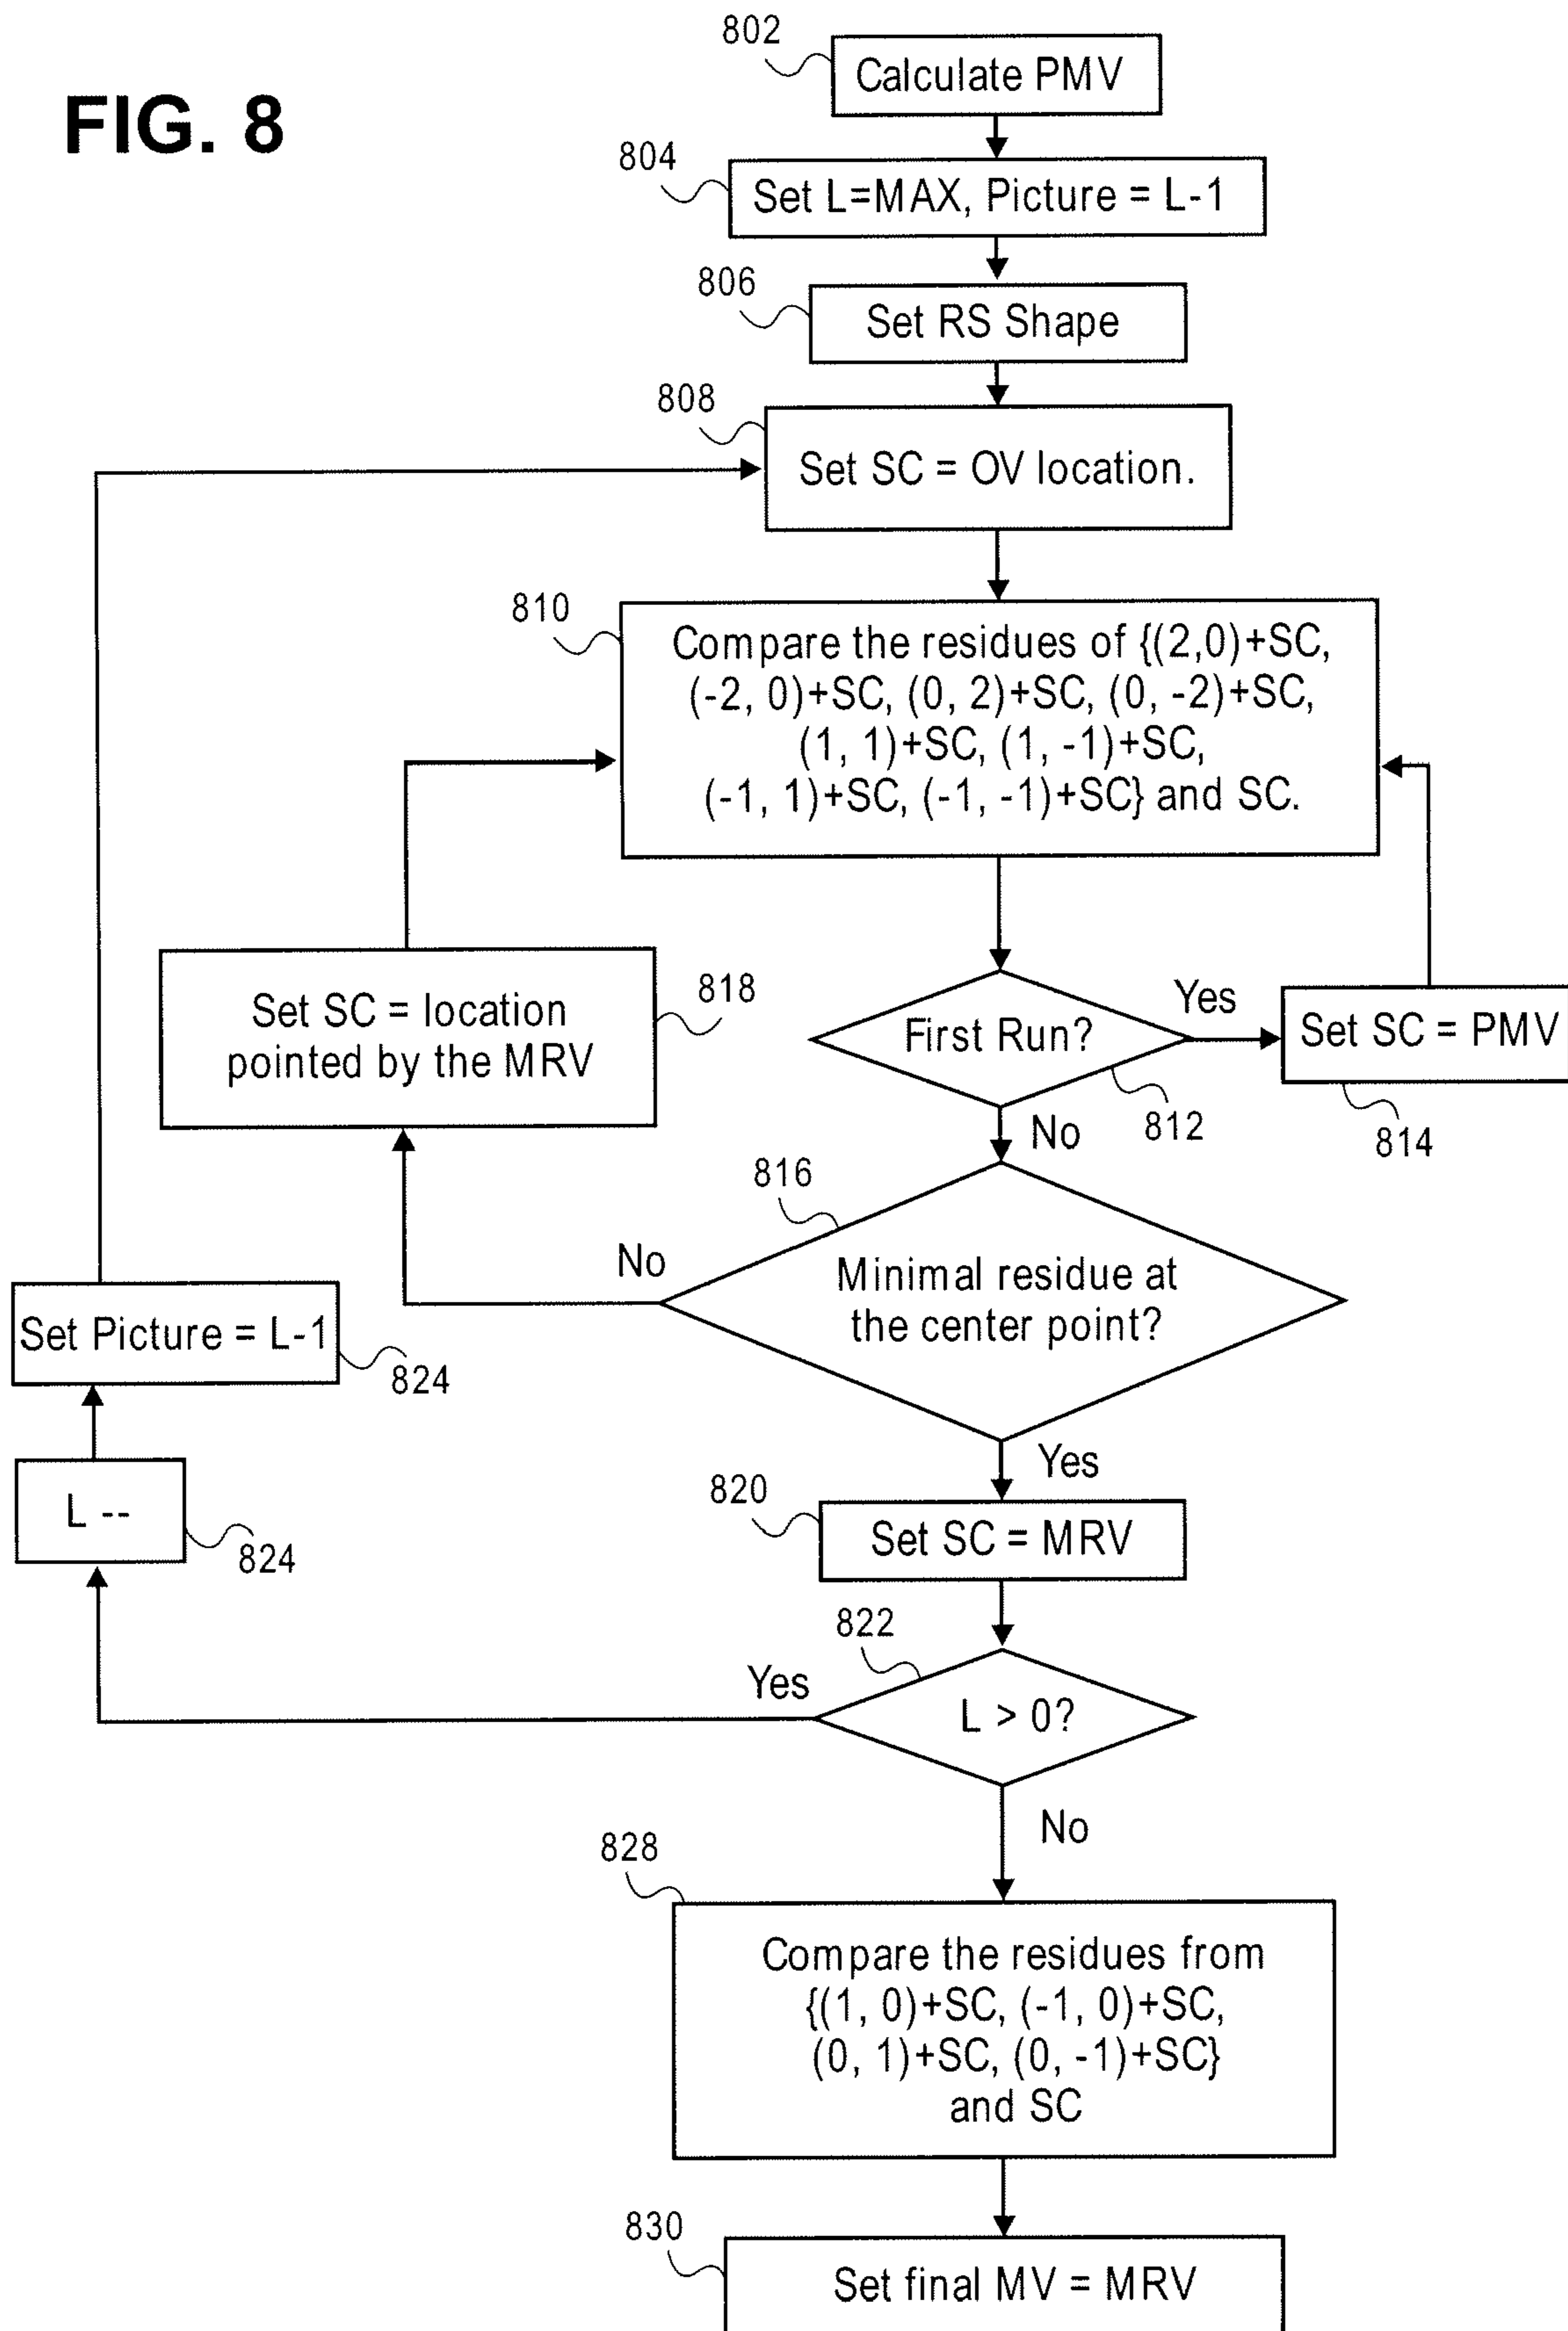 FIG. 8
802
Calculate PMV
804
Set L=MAX, Picture = L-1
806
Set RS Shape
808
Set SC = OV location.
810
Compare the residues of {(2,0)+SC,
(-2, 0)+SC, (0, 2)+SC, (0, -2)+SC,
(1, 1)+SC, (1, -1)+SC,
(-1, 1)+SC, (-1, -1)+SC} and SC.
Set SC = location
pointed by the MRV
818
First Run?
812
Yes
Set SC = PMV
814
No
816
Minimal residue at
the center point?
No
Set Picture = L-1
824
L --
824
Yes
820
Set SC = MRV
822
L > 0?
Yes
No
828
Compare the residues from
{(1, 0)+SC, (-1, 0)+SC,
(0, 1)+SC, (0, -1)+SC}
and SC
830
Set final MV = MRV